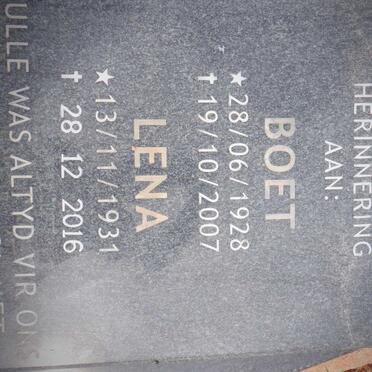 HERINNERING
AAN:
BOET
★28/06/1928
†19/10/2007
LENA
★13/11/1931
† 28 12 2016
ULLE WAS ALTYD VIR ONS